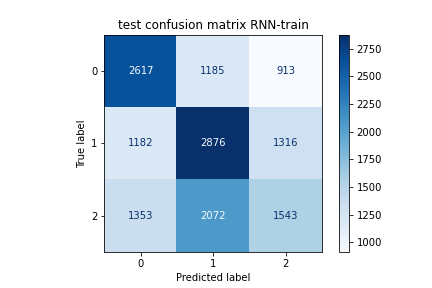 test confusion matrix RNN-train
0 2617 1185 913
1 1182 2876 1316
2 1353 2072 1543
0 1 2
Predicted label
True label
2750
2500
2250
2000
1750
1500
1250
1000